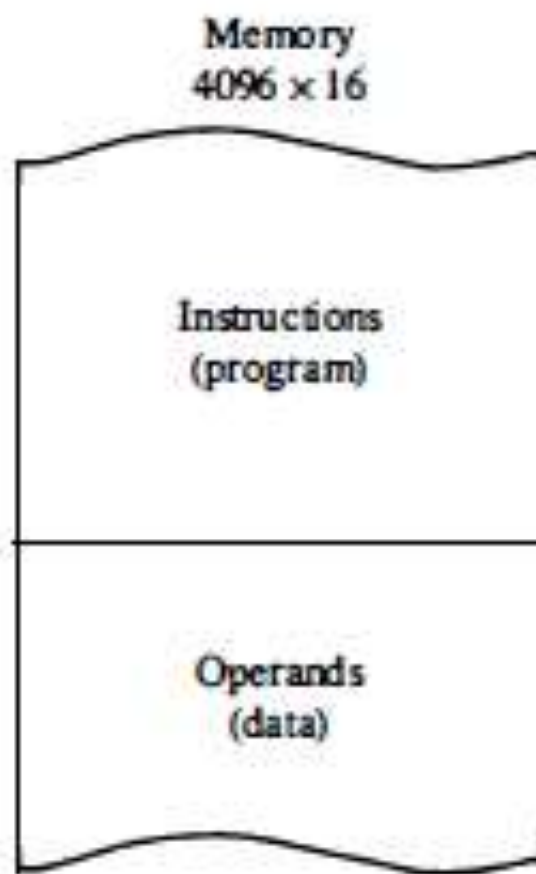 Memory
4096 × 16
Instructions
(program)
Operands
(data)